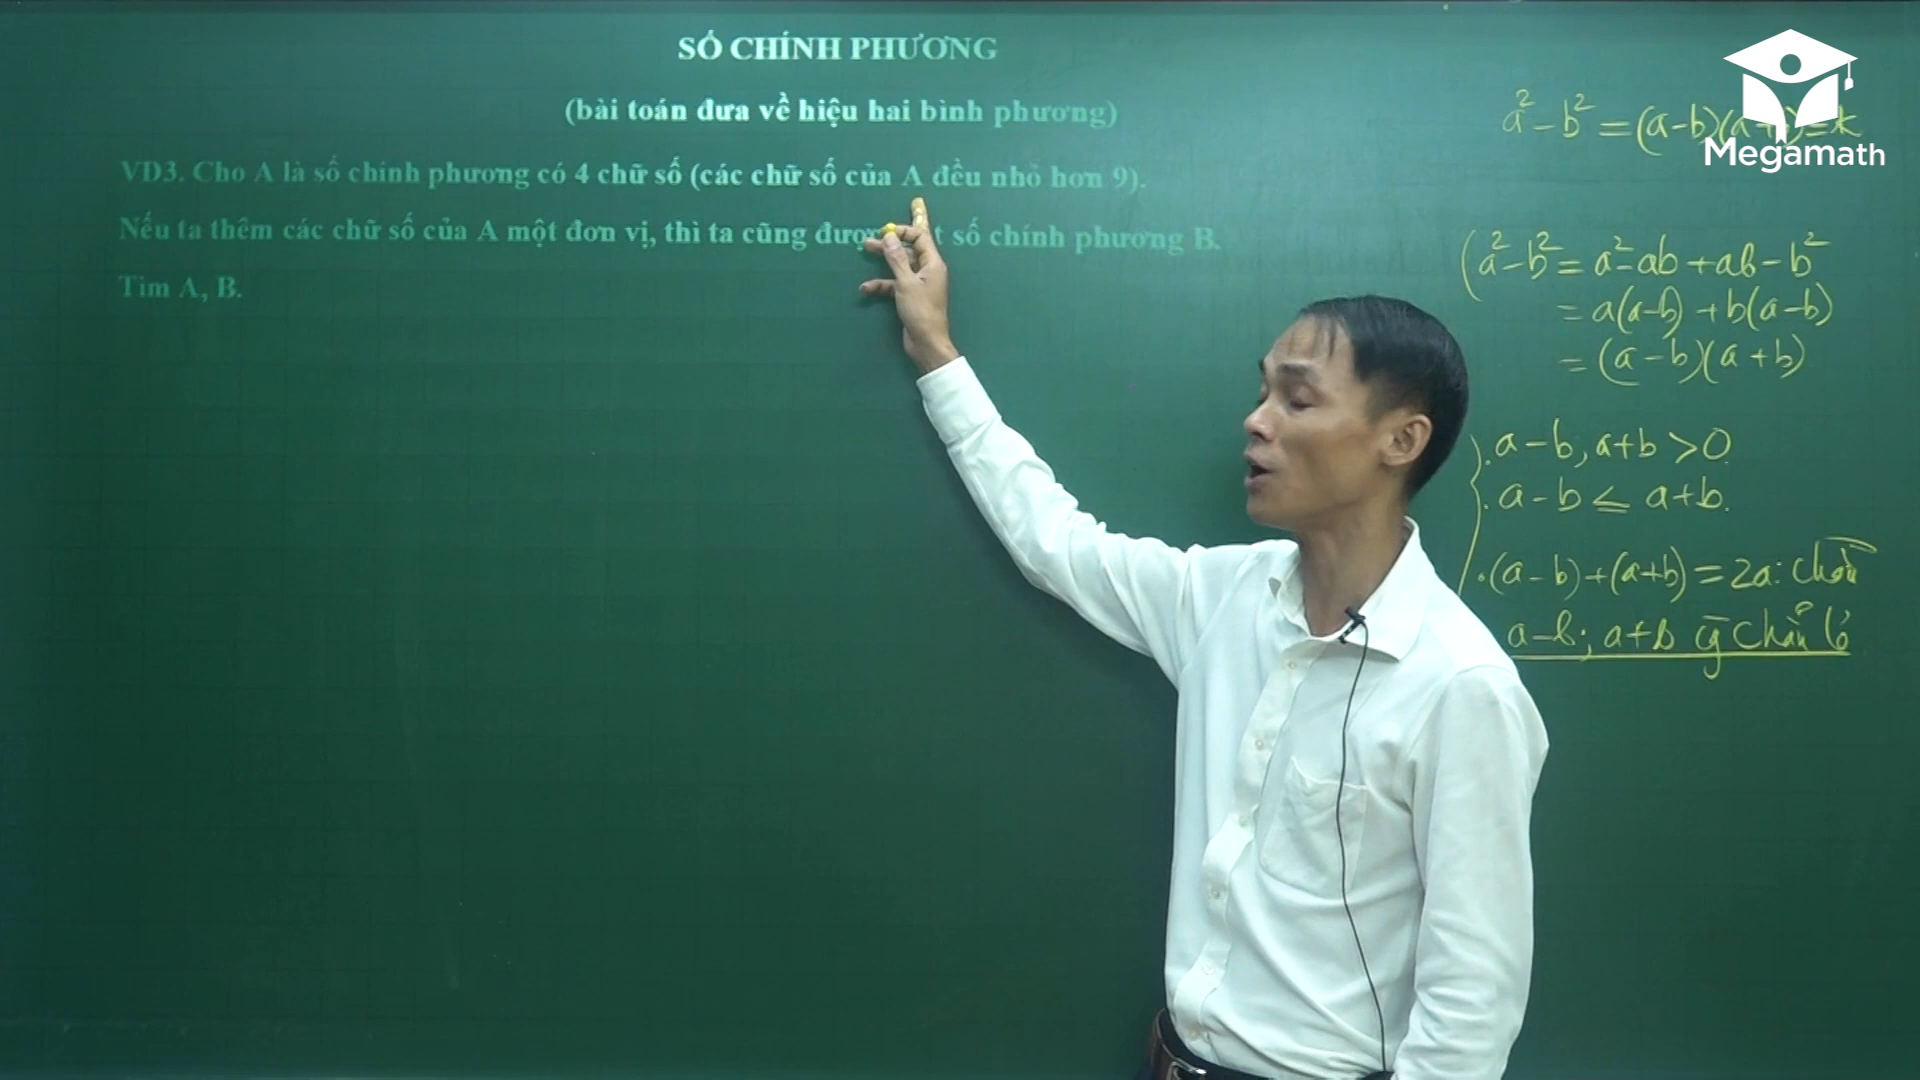 SỐ CHÍNH PHƯƠNG
(bài toán đưa về hiệu hai bình phương)
VD3. Cho A là số chính phương có 4 chữ số (các chữ số của A đều nhỏ hơn 9).
Nếu ta thêm các chữ số của A một đơn vị, thì ta cũng được số chính phương B.
Tìm A, B.
Megamath
a² - b² = (a-b)(a+b) = k
(a² - b² = a² - ab + ab - b²
= a(a-b) + b(a-b)
= (a-b)(a+b)
. a-b, a+b > 0.
. a-b ≤ a+b.
. (a-b) + (a+b) = 2a: chẵn
a-b; a+b cg chẵn lẻ